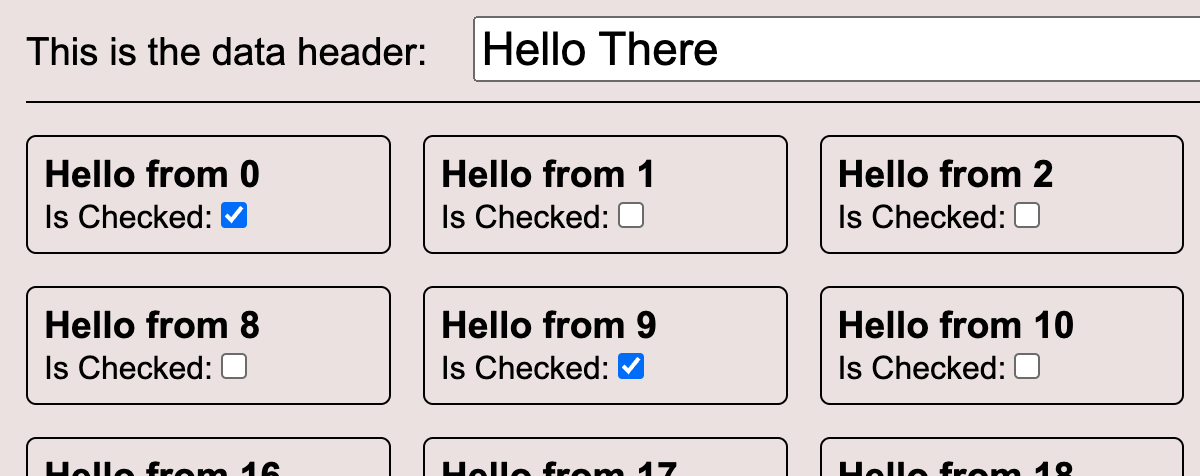 This is the data header: Hello There
Hello from 0
Is Checked:
Hello from 1
Is Checked:
Hello from 2
Is Checked:
Hello from 8
Is Checked:
Hello from 9
Is Checked:
Hello from 10
Is Checked:
Hello from 16
Hello from 17
Hello from 18